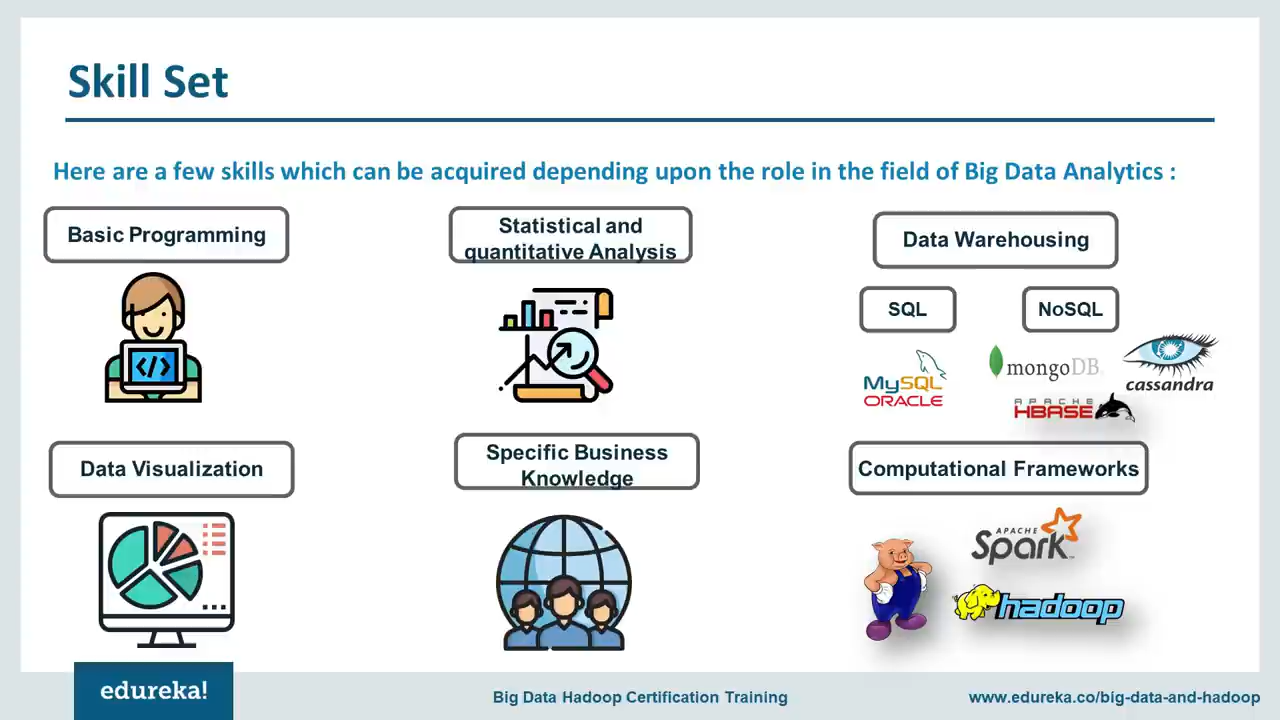 Skill Set
Here are a few skills which can be acquired depending upon the role in the field of Big Data Analytics :
Basic Programming
Statistical and
quantitative Analysis
Data Warehousing
SQL
NoSQL
</>
MySQL
ORACLE
mongoDB
cassandra
APACHE
HBASE
Data Visualization
Specific Business
Knowledge
Computational Frameworks
APACHE
Spark
hadoop
edureka!
Big Data Hadoop Certification Training
www.edureka.co/big-data-and-hadoop